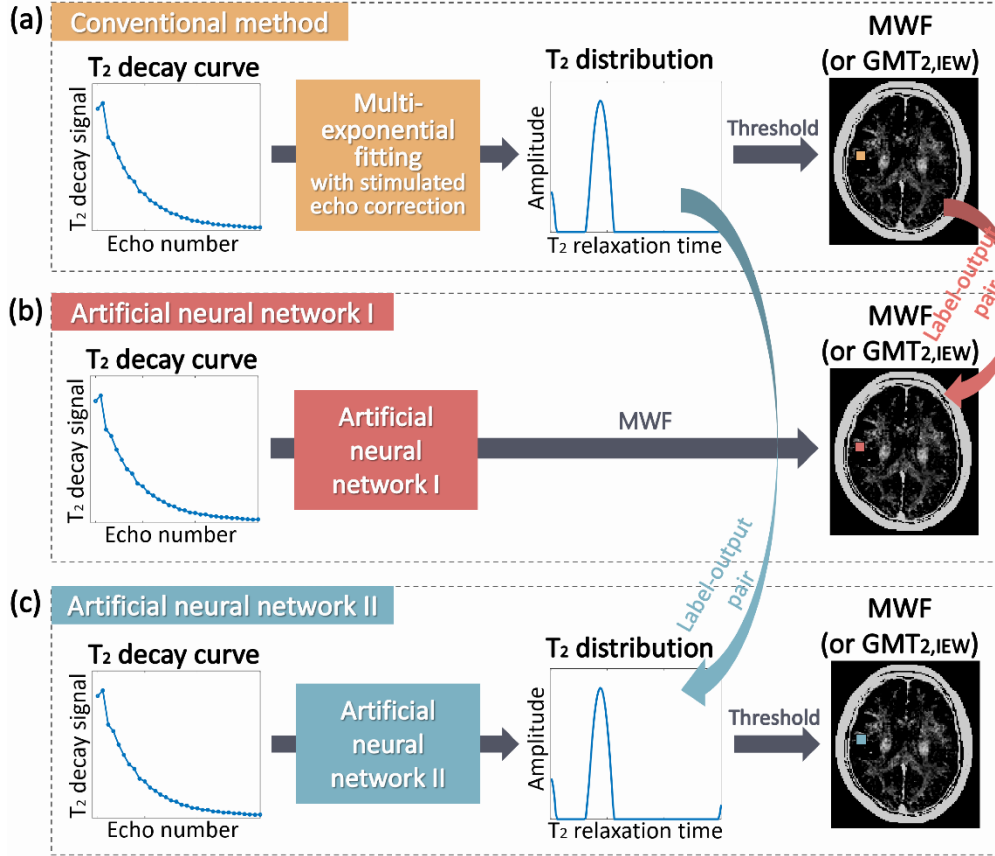 (a)
Conventional method
T₂ decay curve
T₂ decay signal
Echo number
Multi-
exponential
fitting
with stimulated
echo correction
T₂ distribution
Amplitude
T₂ relaxation time
Threshold
MWF
(or GMT₂,IEW)
Label-output
pair
(b)
Artificial neural network I
T₂ decay curve
T₂ decay signal
Echo number
Artificial
neural
network I
MWF
MWF
(or GMT₂,IEW)
Label-output
pair
(c)
Artificial neural network II
T₂ decay curve
T₂ decay signal
Echo number
Artificial
neural
network II
T₂ distribution
Amplitude
T₂ relaxation time
Threshold
MWF
(or GMT₂,IEW)